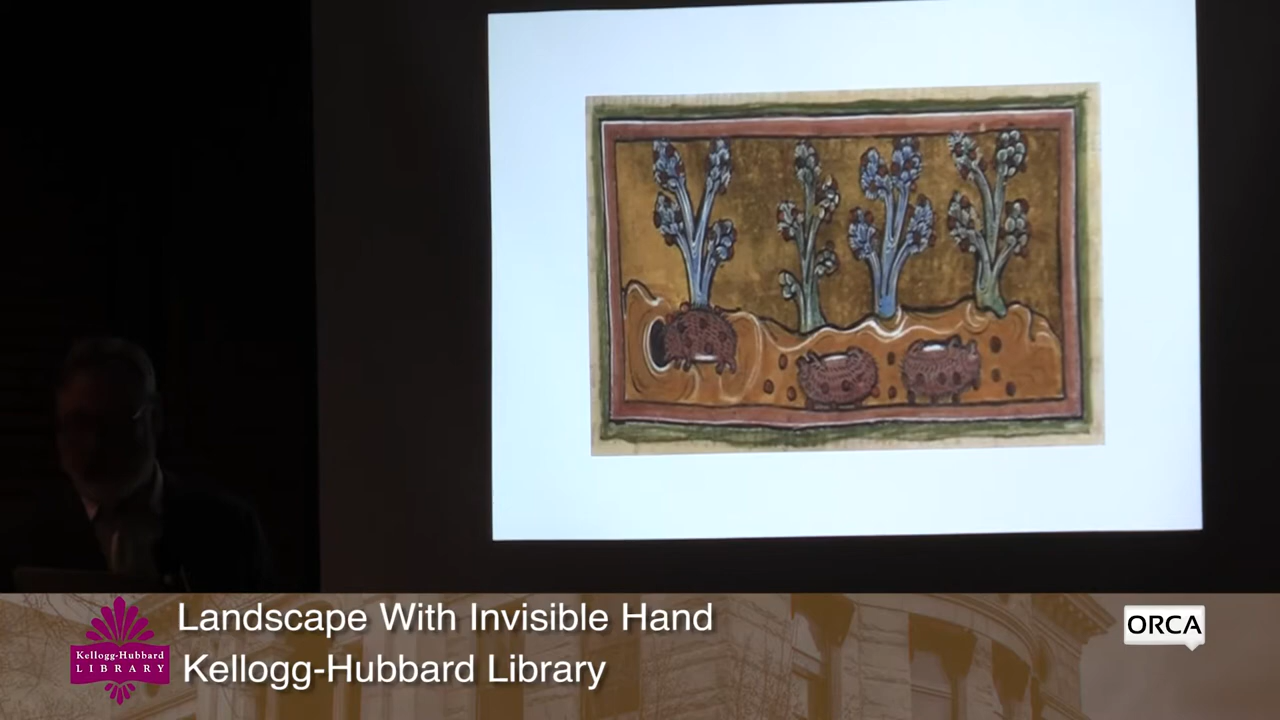 Landscape With Invisible Hand
Kellogg-Hubbard
LIBRARY
Kellogg-Hubbard Library
ORCA